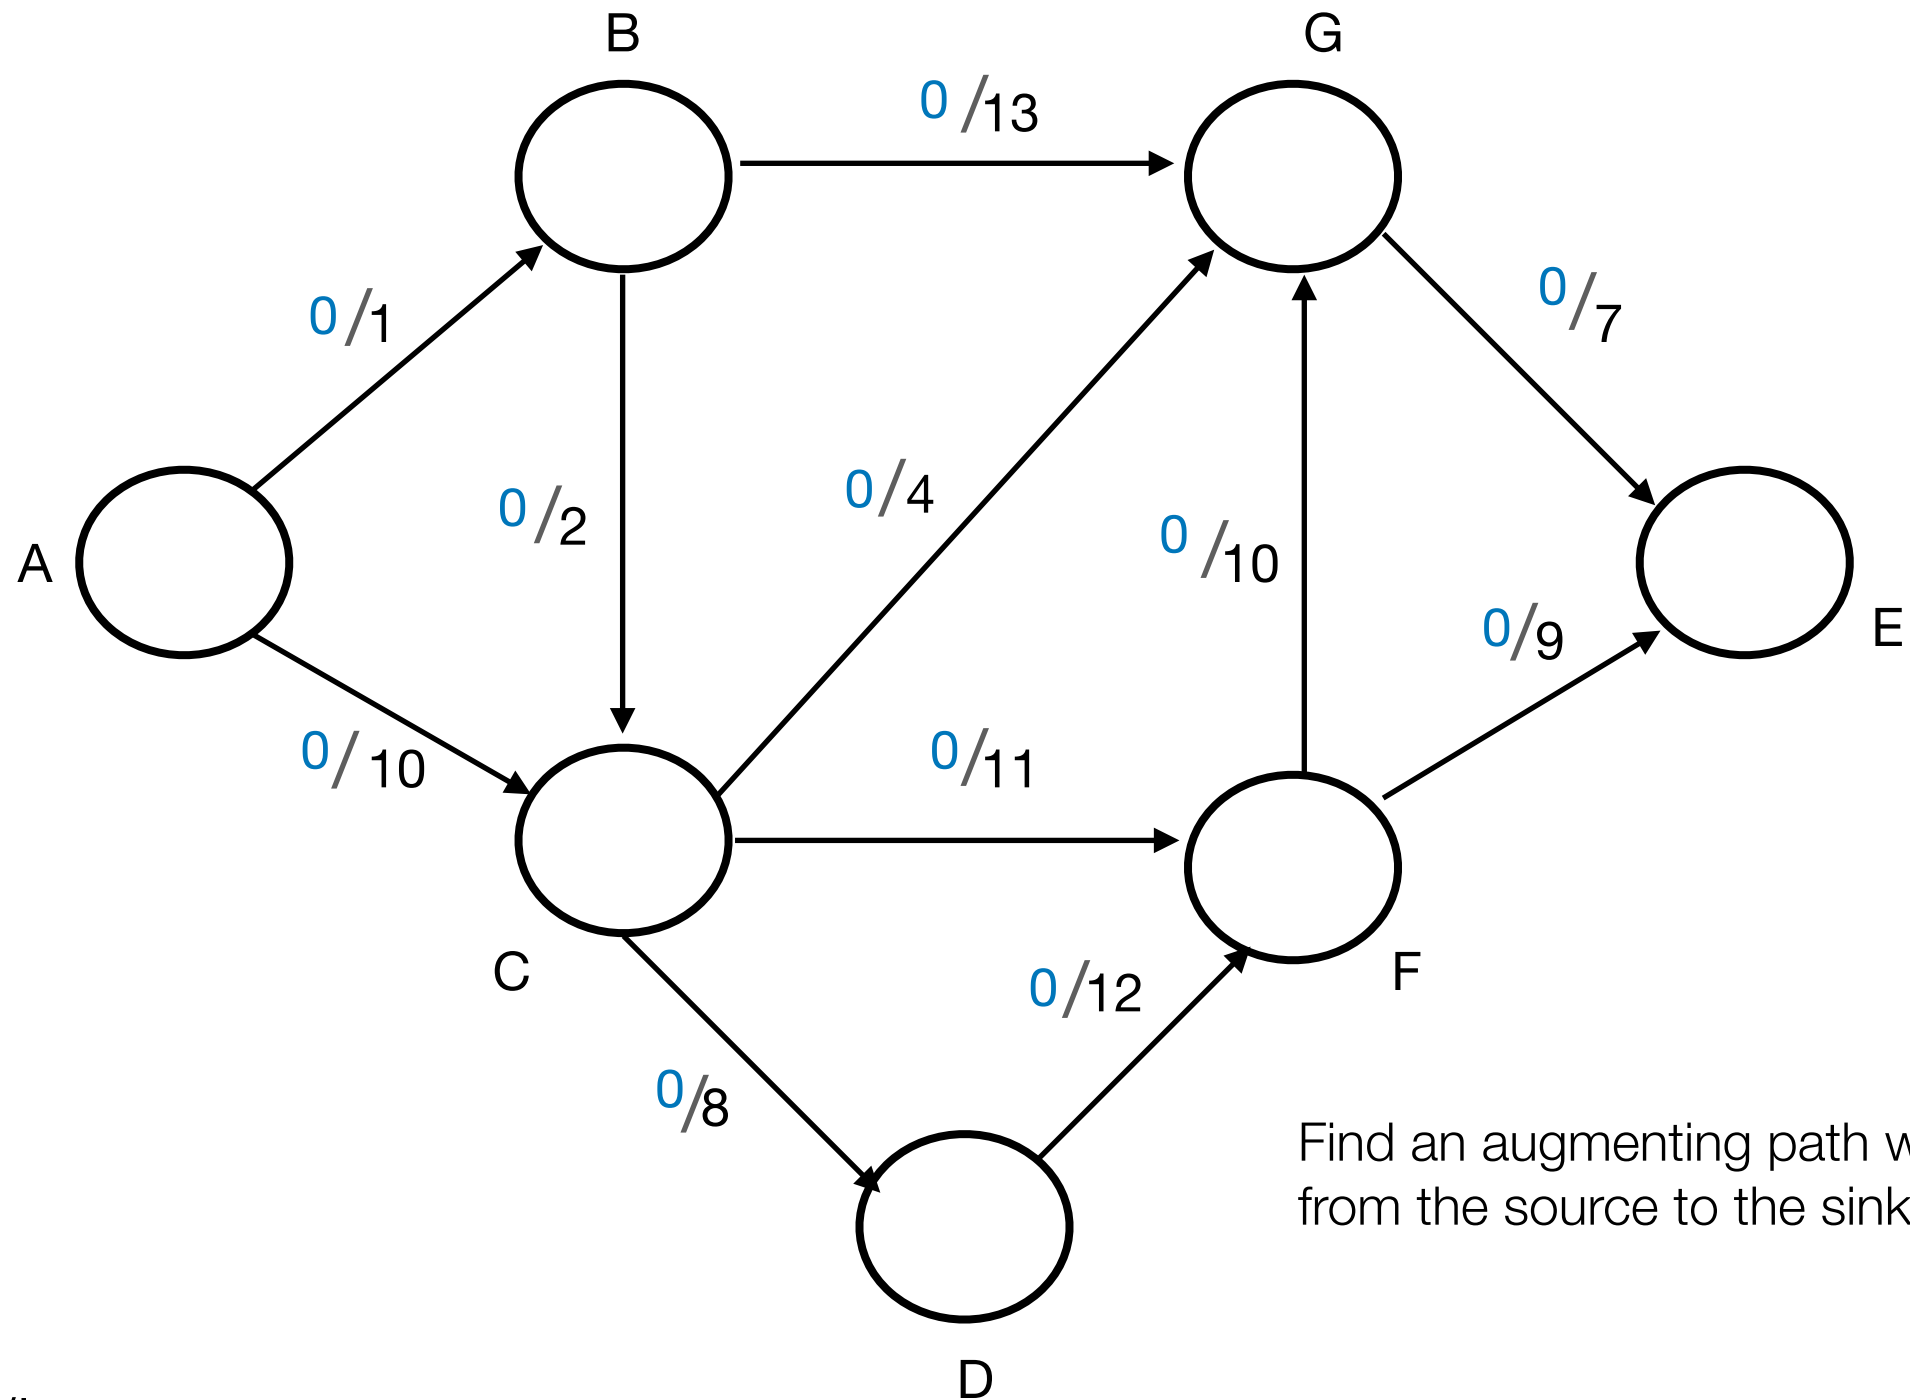 B
G
0/13
0/1
0/7
0/2
0/4
0/10
A
0/9
E
0/10
0/11
C
F
0/12
0/8
Find an augmenting path
from the source to the sink
D